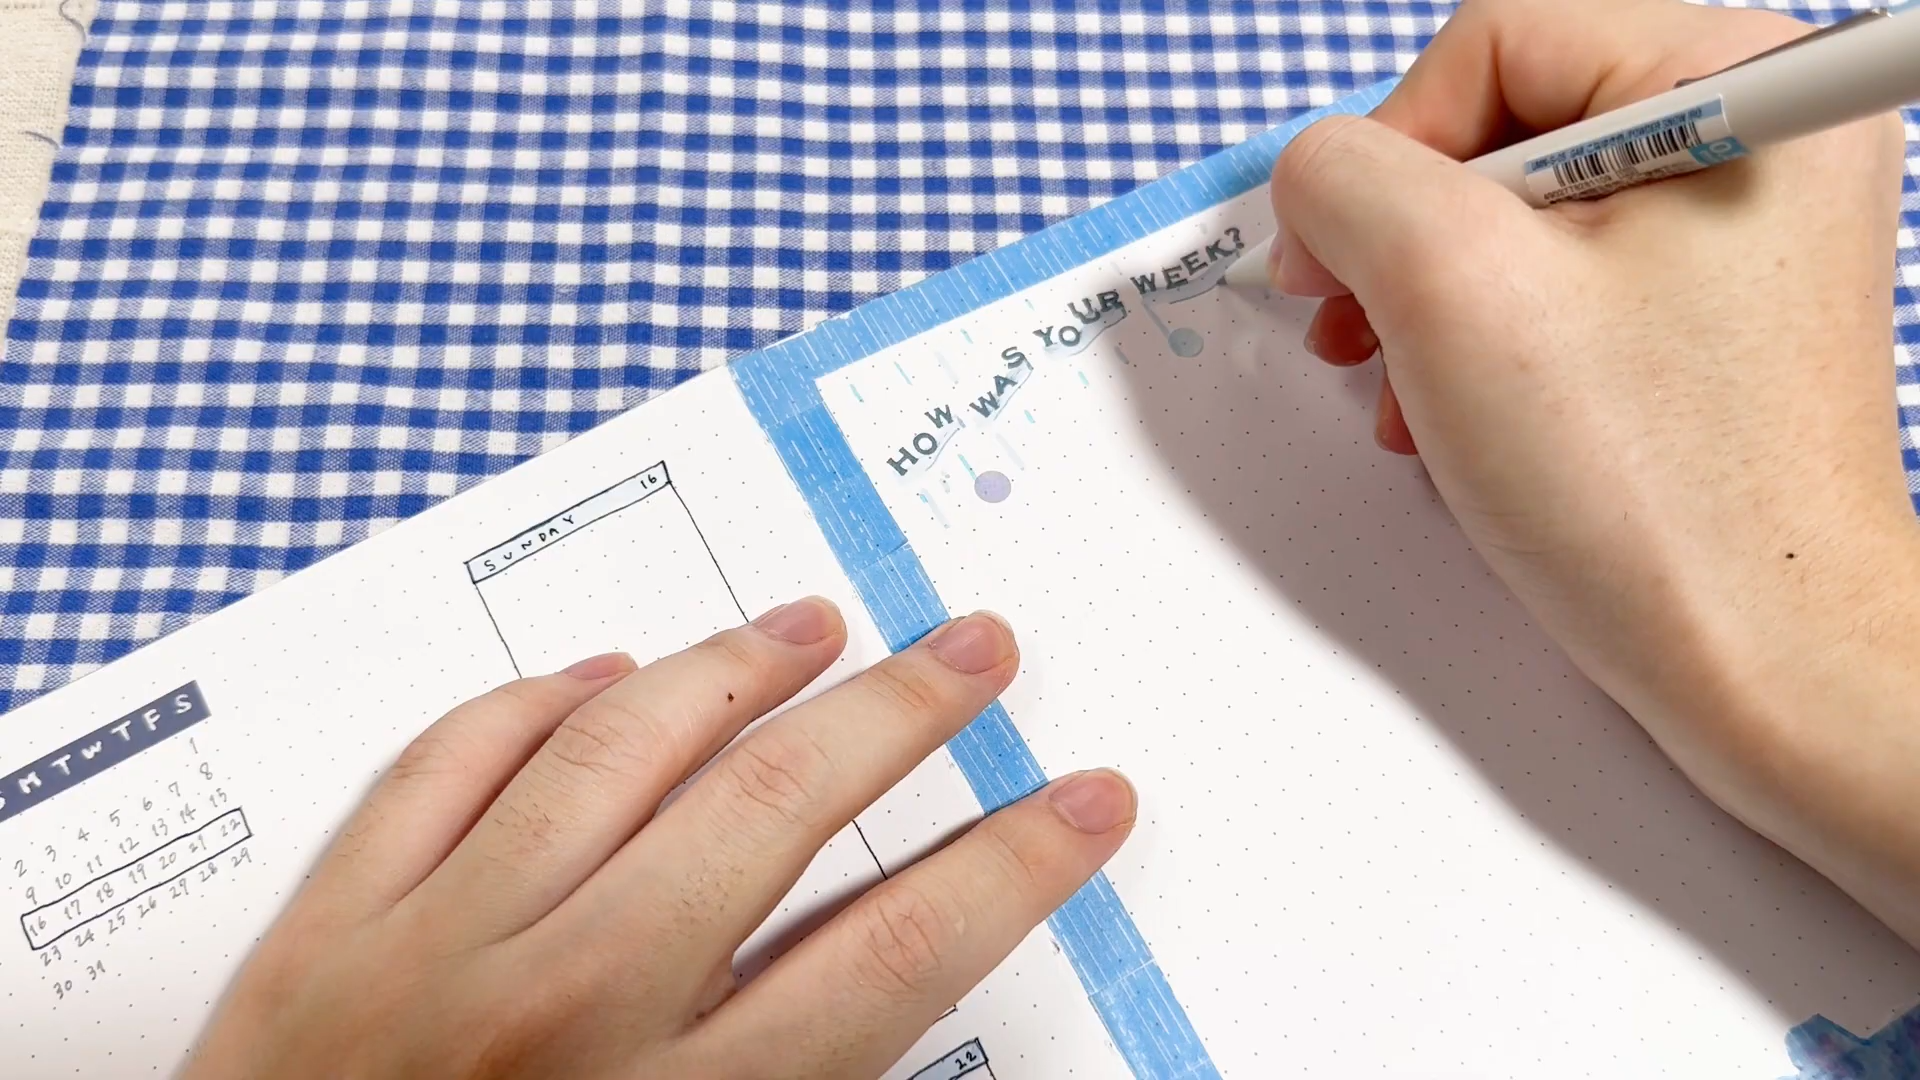 HOW WAS YOUR WEEK?
SUNDAY 16
S M T W T F S
1
2 3 4 5 6 7 8
9 10 11 12 13 14 15
16 17 18 19 20 21 22
23 24 25 26 27 28 29
30 31
22